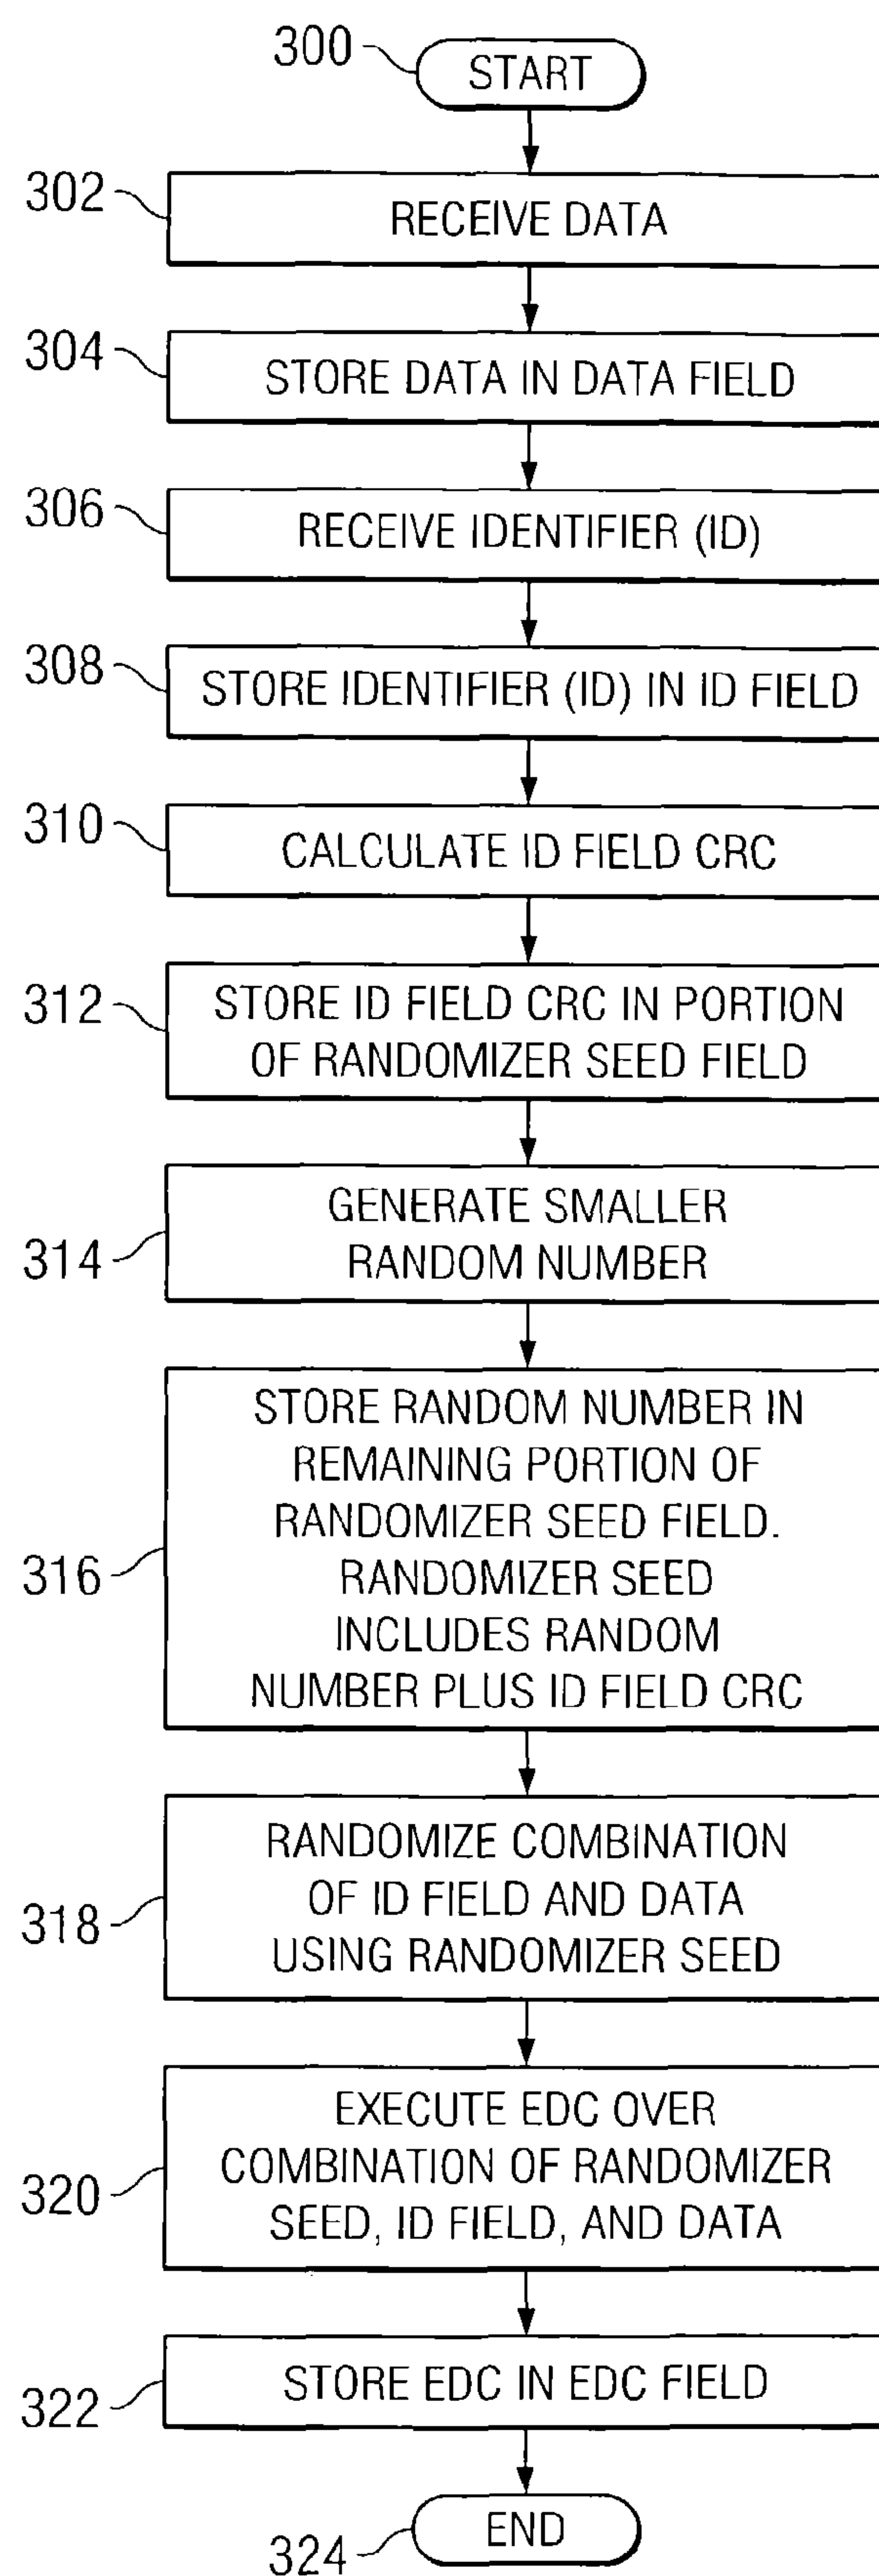 300
START
302
RECEIVE DATA
304
STORE DATA IN DATA FIELD
306
RECEIVE IDENTIFIER (ID)
308
STORE IDENTIFIER (ID) IN ID FIELD
310
CALCULATE ID FIELD CRC
312
STORE ID FIELD CRC IN PORTION
OF RANDOMIZER SEED FIELD
314
GENERATE SMALLER
RANDOM NUMBER
316
STORE RANDOM NUMBER IN
REMAINING PORTION OF
RANDOMIZER SEED FIELD.
RANDOMIZER SEED
INCLUDES RANDOM
NUMBER PLUS ID FIELD CRC
318
RANDOMIZE COMBINATION
OF ID FIELD AND DATA
USING RANDOMIZER SEED
320
EXECUTE EDC OVER
COMBINATION OF RANDOMIZER
SEED, ID FIELD, AND DATA
322
STORE EDC IN EDC FIELD
324
END